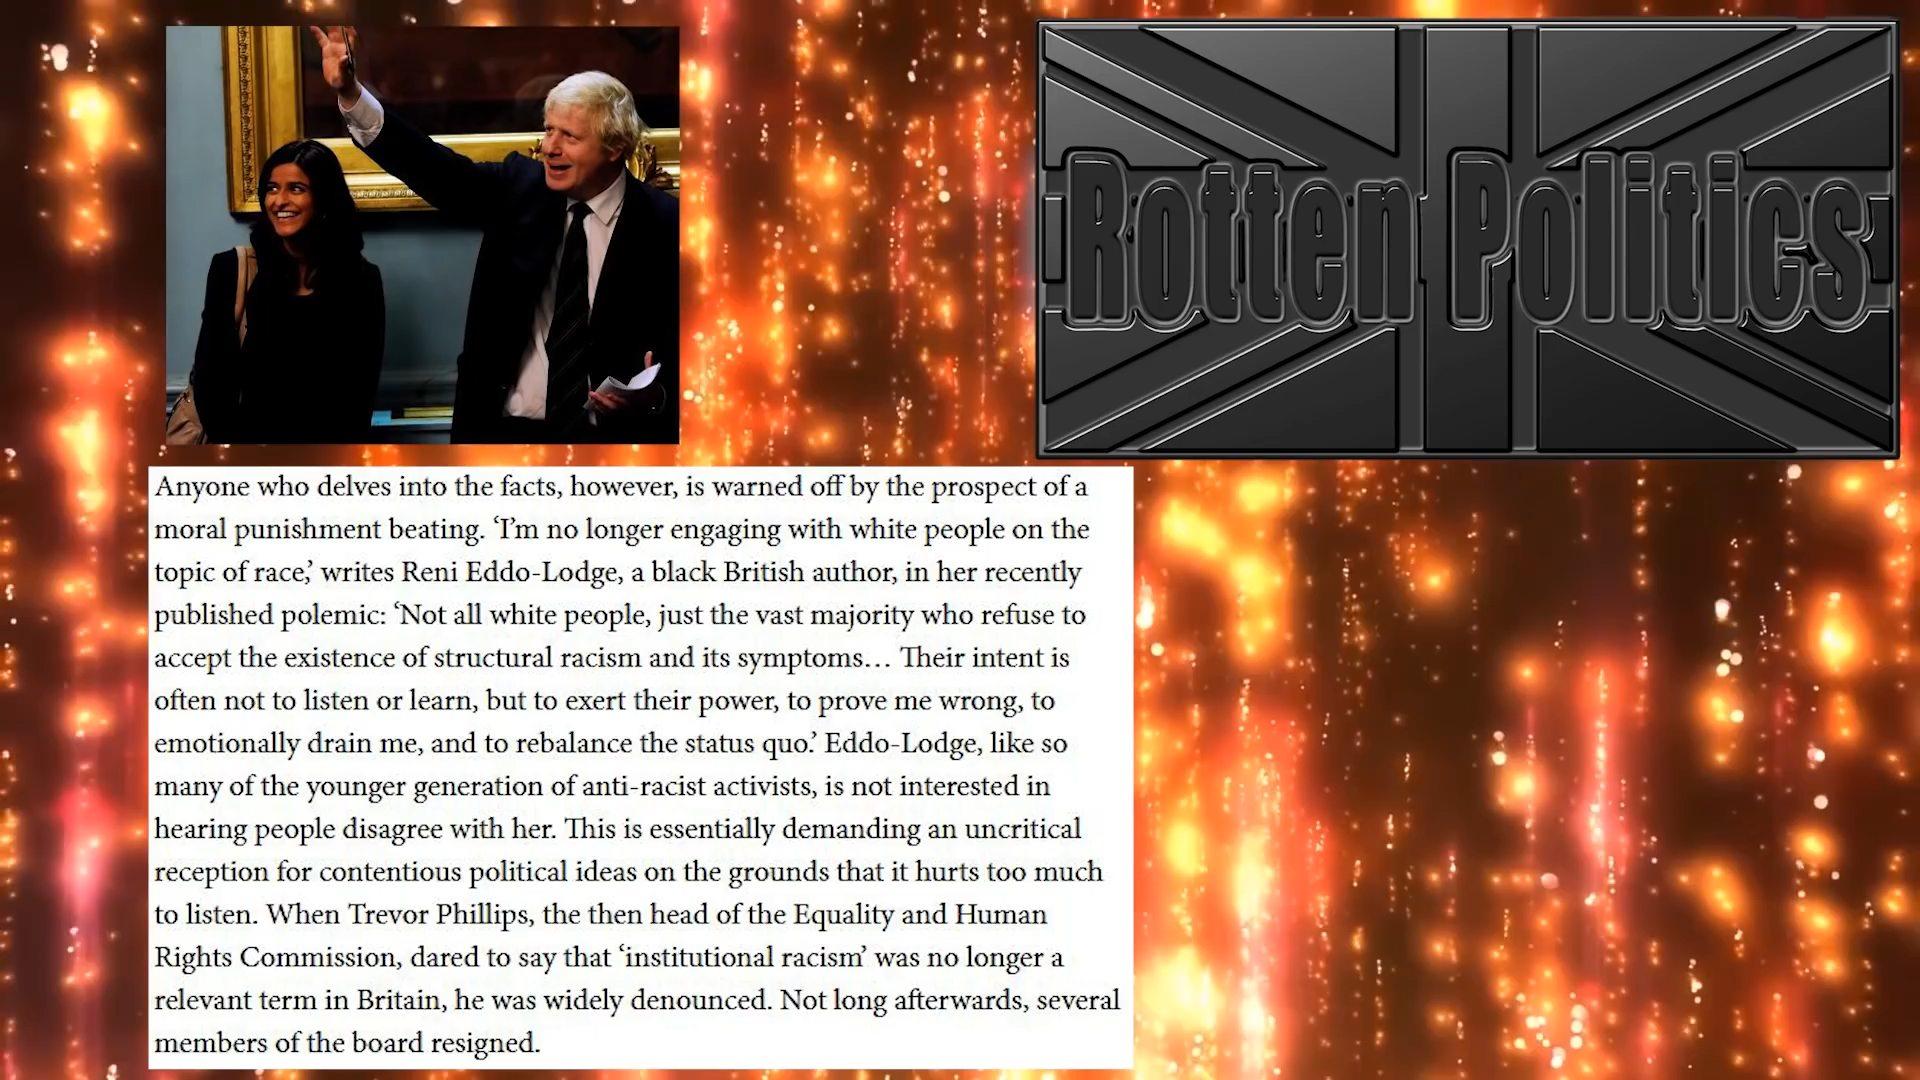 Rotten Politics
Anyone who delves into the facts, however, is warned off by the prospect of a
moral punishment beating. ‘I’m no longer engaging with white people on the
topic of race,’ writes Reni Eddo-Lodge, a black British author, in her recently
published polemic: ‘Not all white people, just the vast majority who refuse to
accept the existence of structural racism and its symptoms… Their intent is
often not to listen or learn, but to exert their power, to prove me wrong, to
emotionally drain me, and to rebalance the status quo.’ Eddo-Lodge, like so
many of the younger generation of anti-racist activists, is not interested in
hearing people disagree with her. This is essentially demanding an uncritical
reception for contentious political ideas on the grounds that it hurts too much
to listen. When Trevor Phillips, the then head of the Equality and Human
Rights Commission, dared to say that ‘institutional racism’ was no longer a
relevant term in Britain, he was widely denounced. Not long afterwards, several
members of the board resigned.